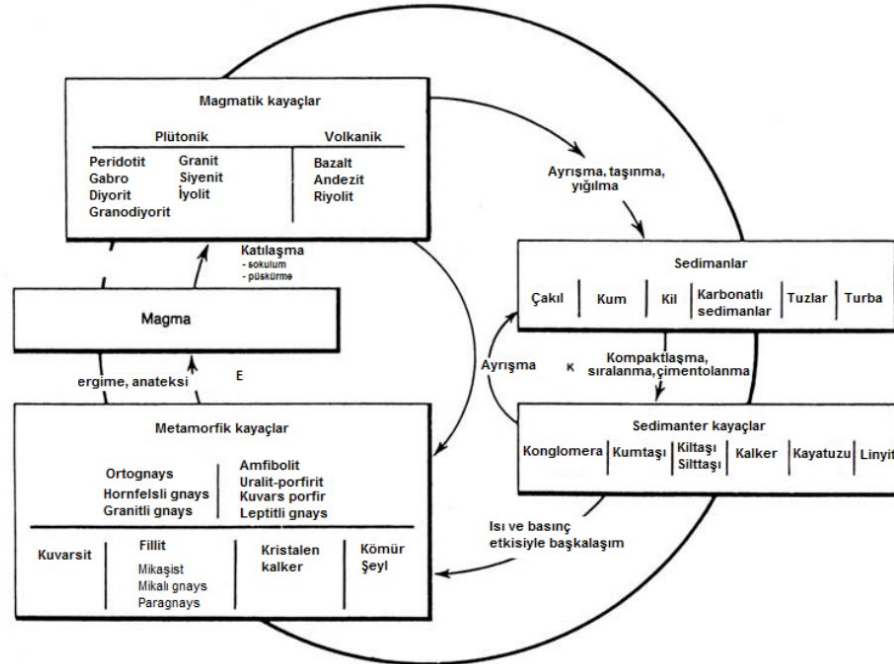 Magmatik kayaçlar
Plütonik Volkanik
Peridotit Granit Bazalt
Gabro Siyenit Andezit
Diyorit İyolit Riyolit
Granodiyorit
Ayrışma, taşınma,
yığılma
Katılaşma
- sokulum
- püskürme
Sedimanlar
Çakıl Kum Kil Karbonatlı Tuzlar Turba
sedimanlar
Magma
Ayrışma
K Kompaktlaşma,
sıralanma,çimentolanma
ergime, anateksi E
Sedimanter kayaçlar
Konglomera Kumtaşı Kiltaşı Kalker Kayatuzu Linyit
Silttaşı
Metamorfik kayaçlar
Ortognays Amfibolit
Hornfelsli gnays Uralit-porfirit
Granitli gnays Kuvars porfir
Leptitli gnays
Isı ve basınç
etkisiyle başkalaşım
Kuvarsit Fillit Kristalen Kömür
Mikaşist kalker Şeyl
Mikalı gnays
Paragnays